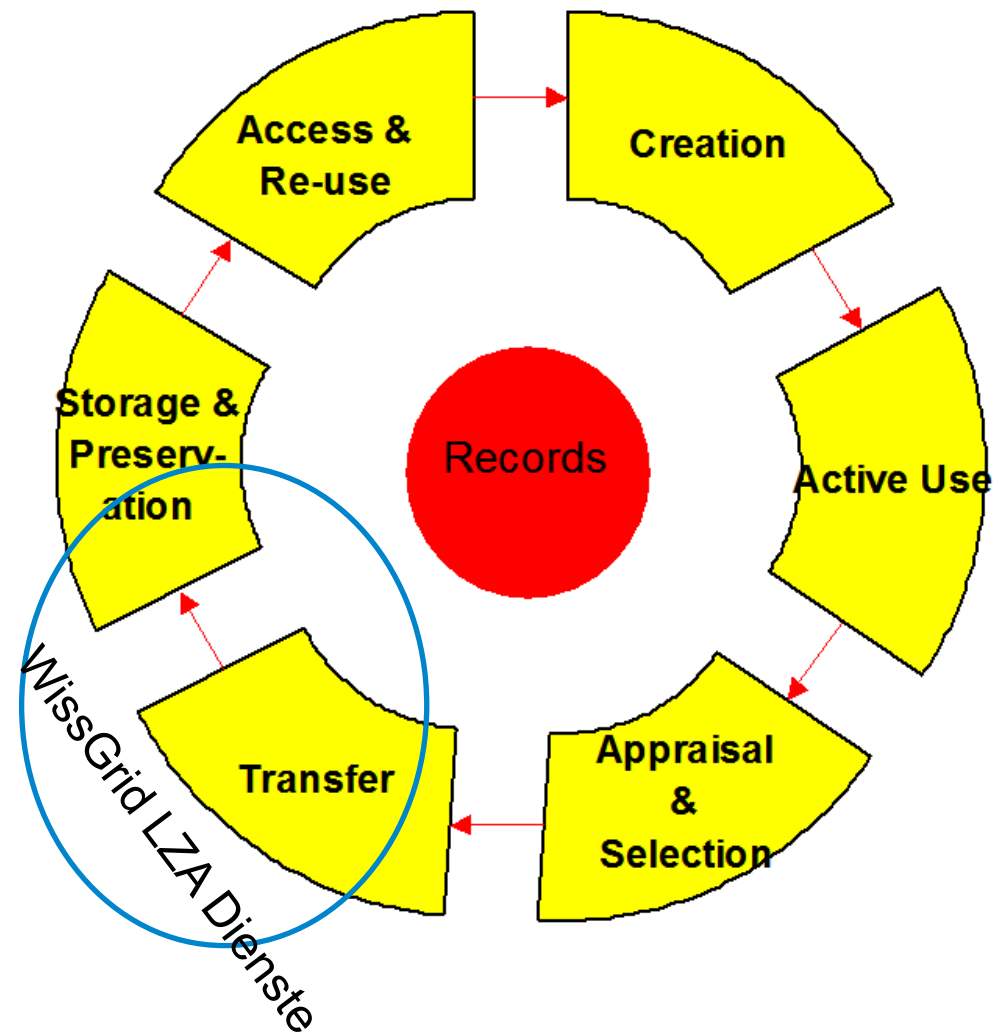 Access &
Re-use
Creation
Storage &
Preserv-
ation
Records
Active Use
Transfer
Appraisal
&
Selection
WissGrid LZA Dienste